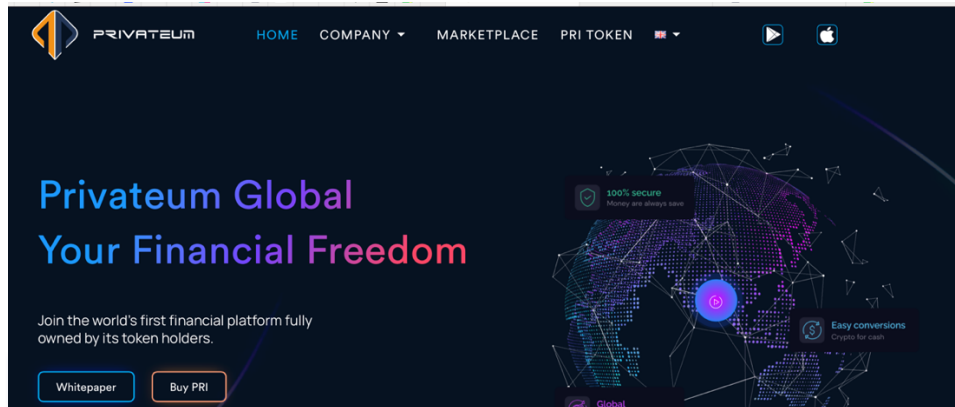 PRIVATEUM HOME COMPANY MARKETPLACE PRI TOKEN
Privateum Global
Your Financial Freedom
Join the world's first financial platform fully
owned by its token holders.
Whitepaper Buy PRI
100% secure
Money are always save
Easy conversions
Crypto for cash
Global